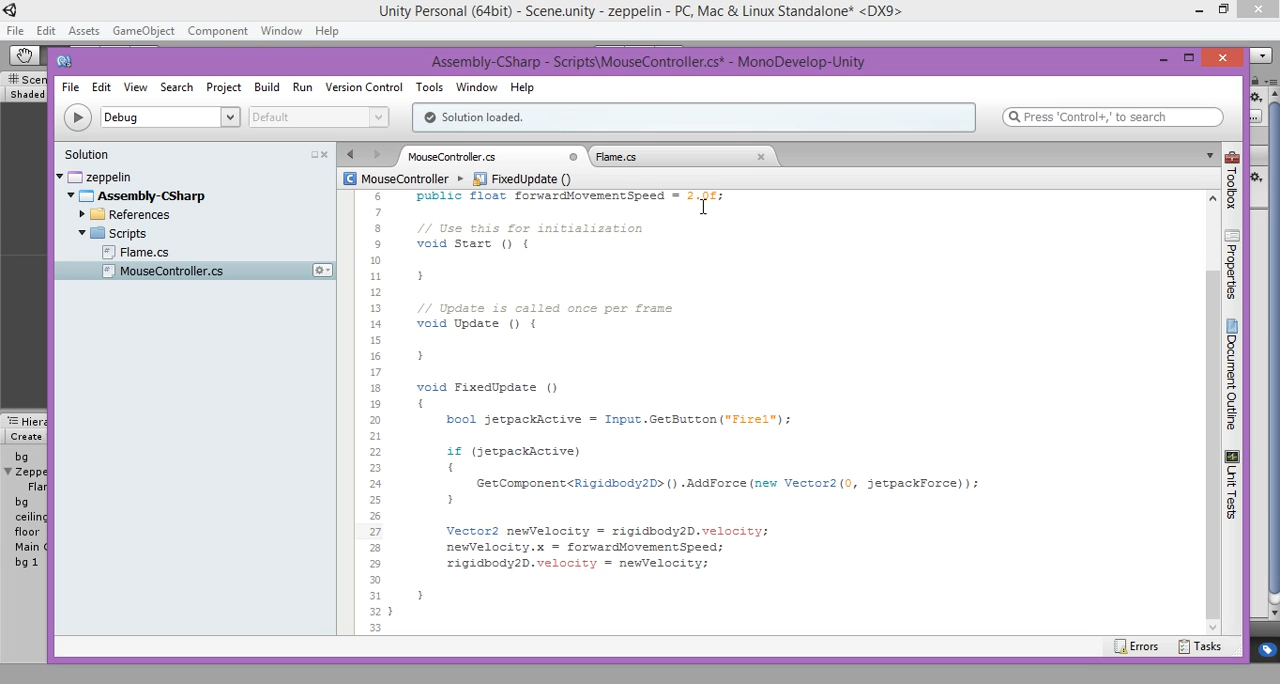 Unity Personal (64bit) - Scene.unity - zeppelin - PC, Mac & Linux Standalone* <DX9>
File Edit Assets GameObject Component Window Help
Assembly-CSharp - Scripts\MouseController.cs* - MonoDevelop-Unity
Scen
Shaded
File Edit View Search Project Build Run Version Control Tools Window Help
Debug Default Solution loaded. Press 'Control+,' to search
Solution
MouseController.cs Flame.cs
zeppelin
MouseController FixedUpdate ()
Assembly-CSharp
References
Scripts
Flame.cs
MouseController.cs
6 public float forwardMovementSpeed = 2.0f;
7
8 // Use this for initialization
9 void Start () {
10
11 }
12
13 // Update is called once per frame
14 void Update () {
15
16 }
17
18 void FixedUpdate ()
19 {
20 bool jetpackActive = Input.GetButton("Fire1");
21
22 if (jetpackActive)
23 {
24 GetComponent<Rigidbody2D>().AddForce(new Vector2(0, jetpackForce));
25 }
26
27 Vector2 newVelocity = rigidbody2D.velocity;
28 newVelocity.x = forwardMovementSpeed;
29 rigidbody2D.velocity = newVelocity;
30
31 }
32 }
33
Toolbox
Properties
Document Outline
Unit Tests
Hiera
Create
bg
Zeppe
Flar
bg
ceiling
floor
Main
bg 1
Errors Tasks